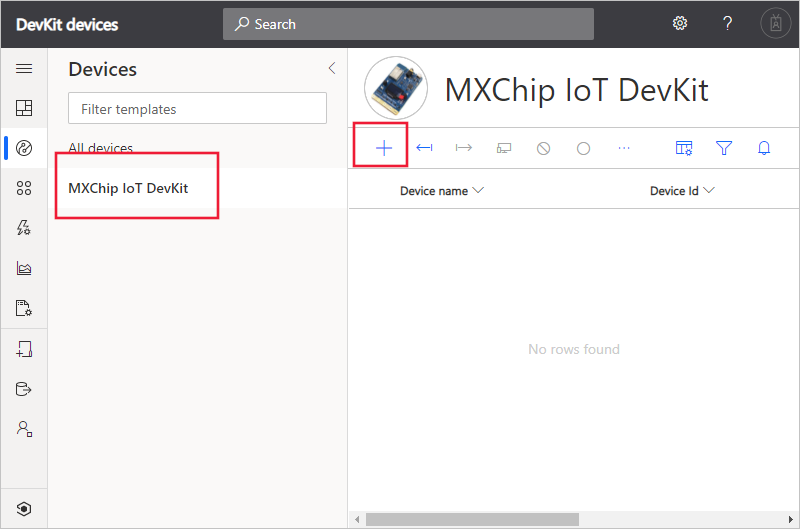 DevKit devices
Search
?
Devices
Filter templates
All devices
MXChip IoT DevKit
MXChip IoT DevKit
Device name
Device Id
No rows found